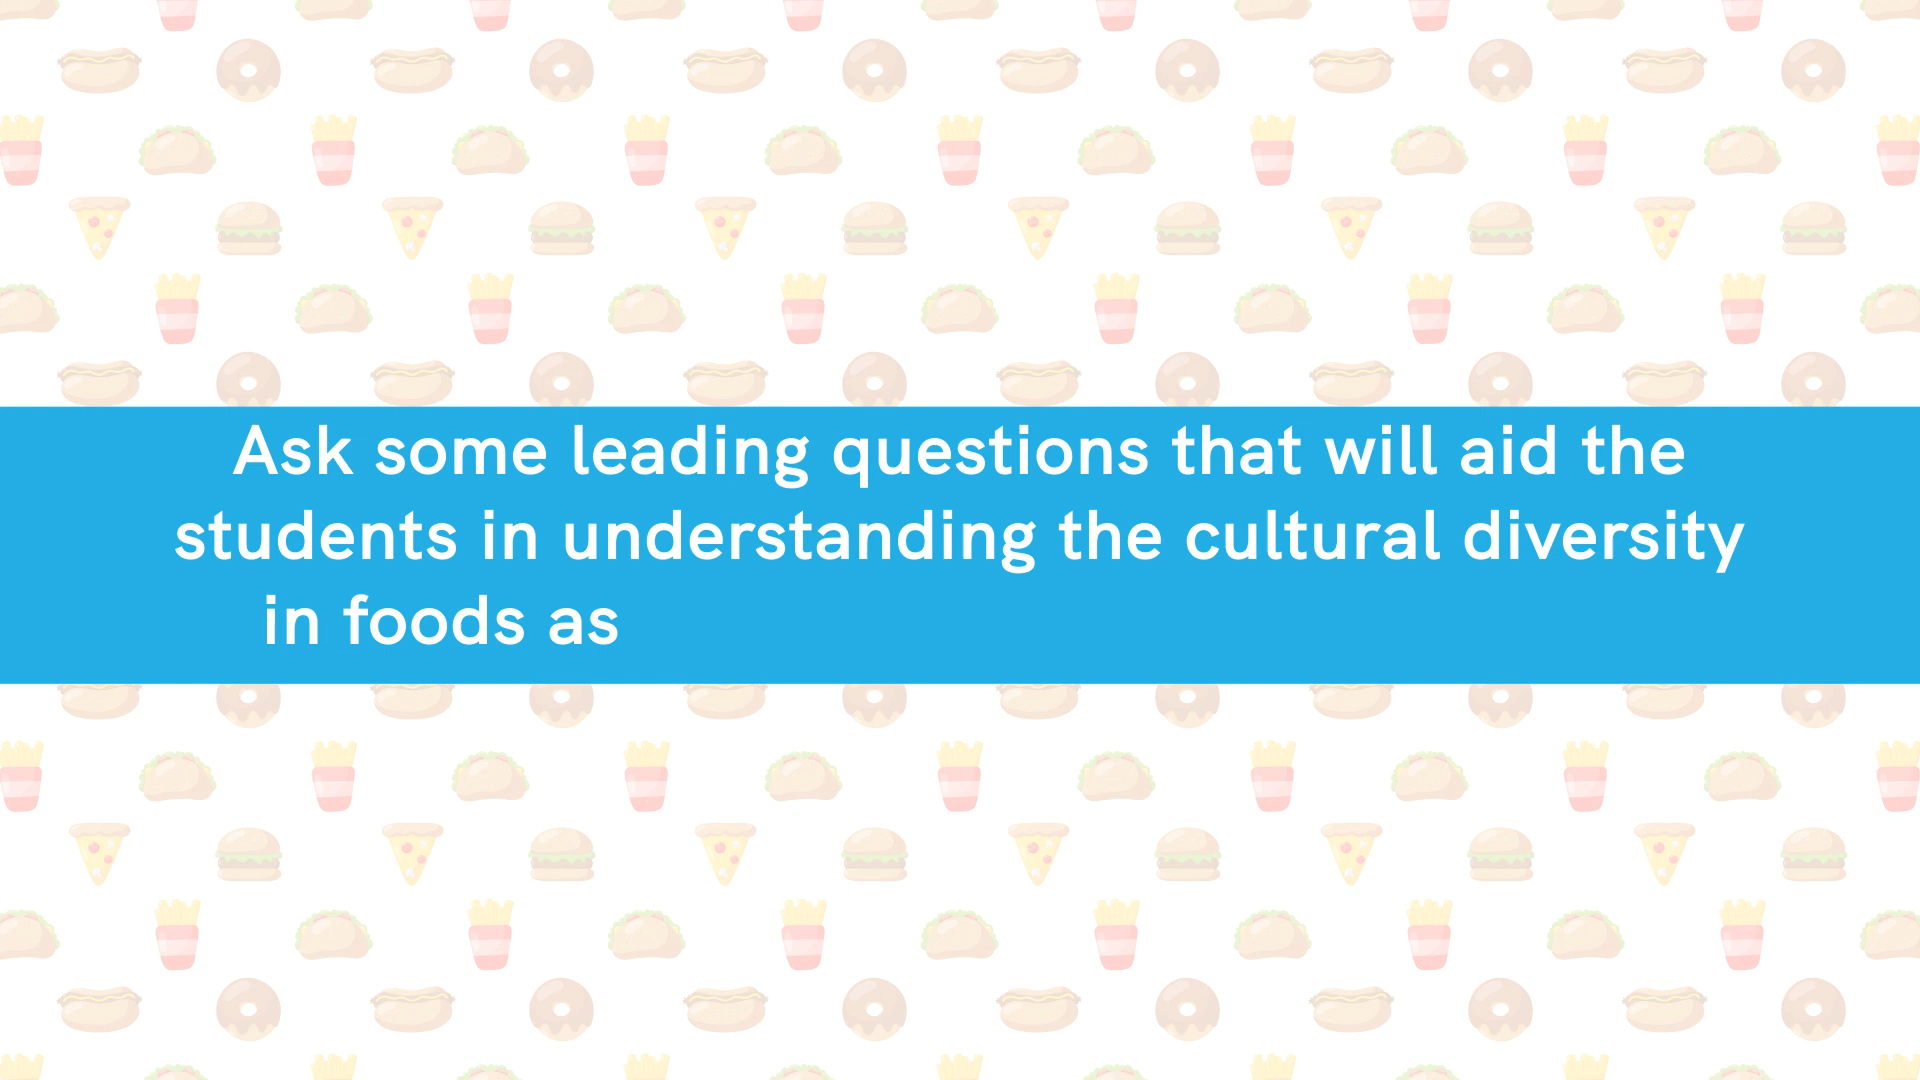 Ask some leading questions that will aid the
students in understanding the cultural diversity
in foods as